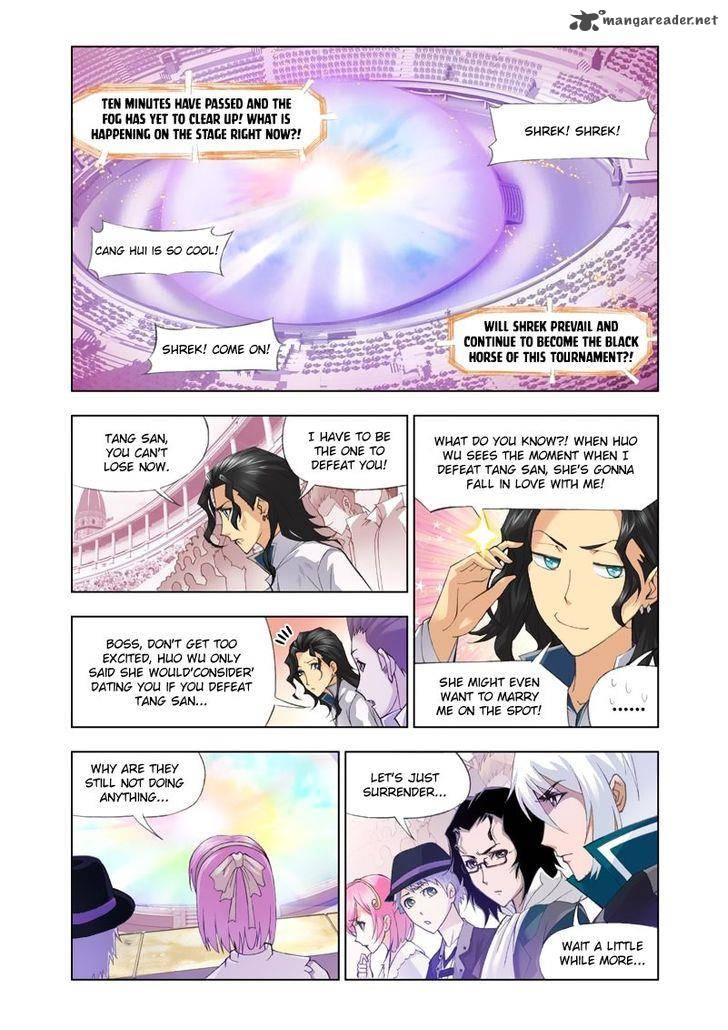 mangareader.net
TEN MINUTES HAVE PASSED AND THE
FOG HAS YET TO CLEAR UP! WHAT IS
HAPPENING ON THE STAGE RIGHT NOW?!
SHREK! SHREK!
CANG HUI IS SO COOL!
SHREK! COME ON!
WILL SHREK PREVAIL AND
CONTINUE TO BECOME THE BLACK
HORSE OF THIS TOURNAMENT?!
TANG SAN,
YOU CAN'T
LOSE NOW.
I HAVE TO BE
THE ONE TO
DEFEAT YOU!
BOSS, DON'T GET TOO
EXCITED, HUO WU ONLY
SAID SHE WOULD'CONSIDER'
DATING YOU IF YOU DEFEAT
TANG SAN...
WHAT DO YOU KNOW?! WHEN HUO
WU SEES THE MOMENT WHEN I
DEFEAT TANG SAN, SHE'S GONNA
FALL IN LOVE WITH ME!
SHE MIGHT EVEN
WANT TO MARRY
ME ON THE SPOT!
......
WHY ARE THEY
STILL NOT DOING
ANYTHING...
LET'S JUST
SURRENDER...
WAIT A LITTLE
WHILE MORE...